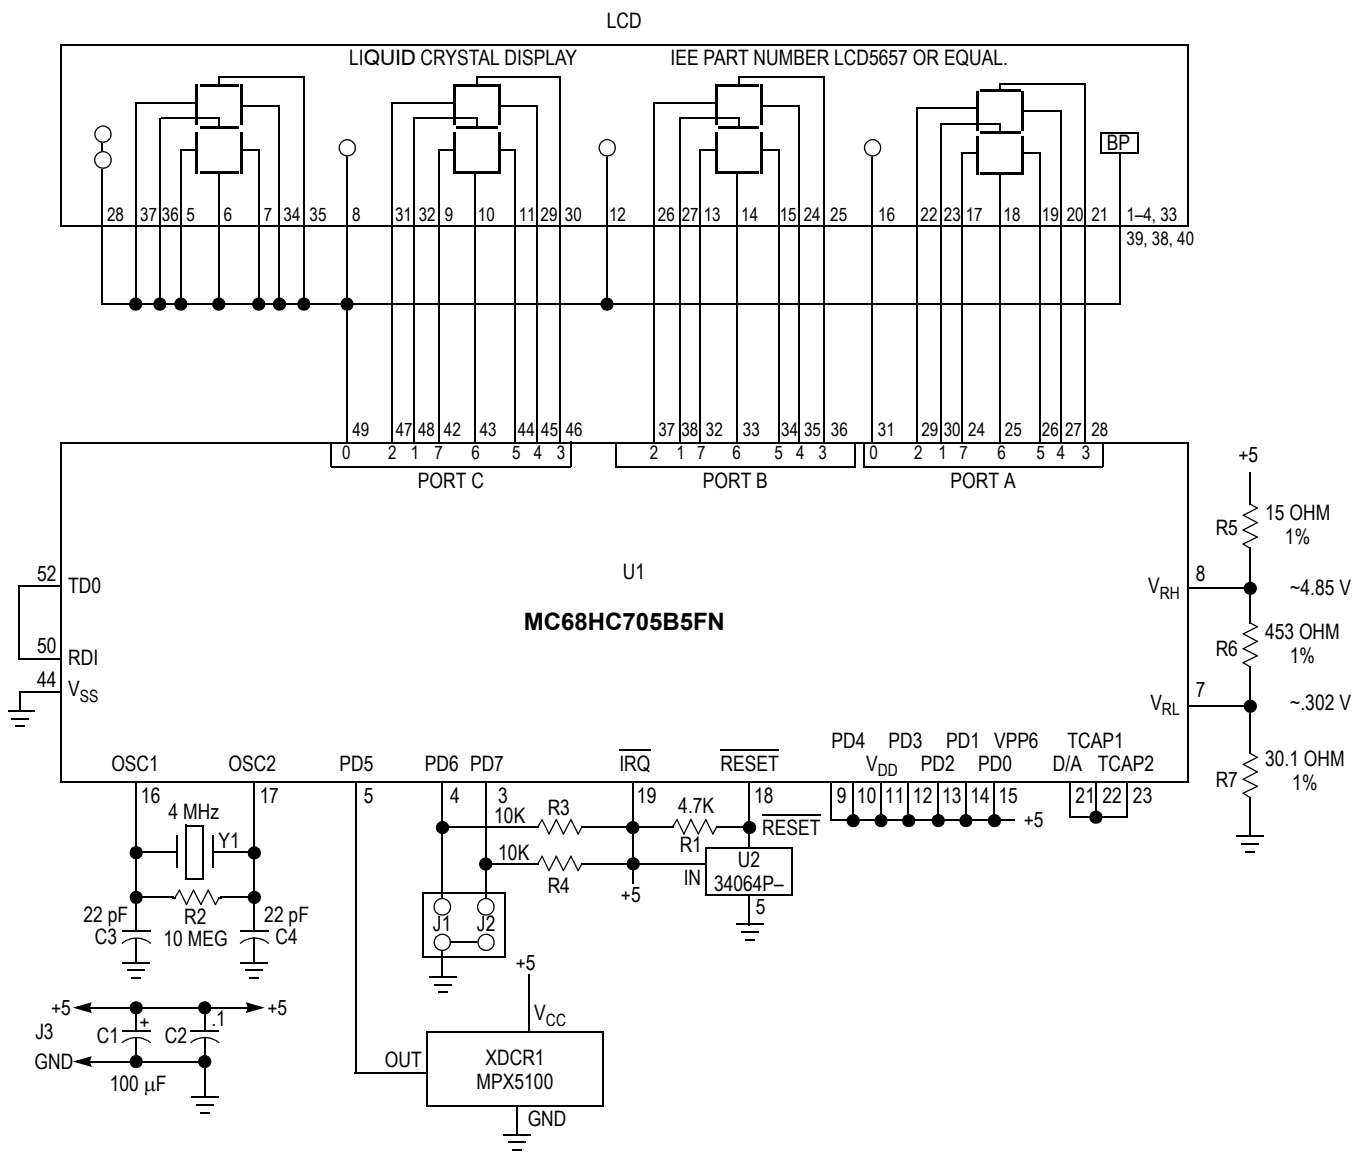 LCD
LIQUID CRYSTAL DISPLAY IEE PART NUMBER LCD5657 OR EQUAL.
BP
28 37 36 5 6 7 34 35 8 31 32 9 10 11 29 30 12 26 27 13 14 15 24 25 16 22 23 17 18 19 20 21 1–4, 33
39, 38, 40
49 47 48 42 43 44 45 46 37 38 32 33 34 35 36 31 29 30 24 25 26 27 28
0 2 1 7 6 5 4 3 2 1 7 6 5 4 3 0 2 1 7 6 5 4 3
PORT C PORT B PORT A
+5
R5 15 OHM
1%
U1
MC68HC705B5FN
52 TD0
VRH 8 ~4.85 V
R6 453 OHM
1%
50 RDI
44 VSS
VRL 7 ~.302 V
R7 30.1 OHM
1%
PD4 PD3 PD1 VPP6 TCAP1
OSC1 OSC2 PD5 PD6 PD7 IRQ RESET VDD PD2 PD0 D/A TCAP2
16 17 5 4 3 19 18 9 10 11 12 13 14 15 21 22 23
4 MHz
Y1
10K R3 4.7K
R1
RESET
+5
10K
R4
+5
IN
U2
34064P–
5
22 pF
C3
R2
10 MEG
22 pF
C4
J1 J2
+5
VCC
+5 +5
J3 C1 + C2 .1
GND
100 µF
OUT
XDCR1
MPX5100
GND